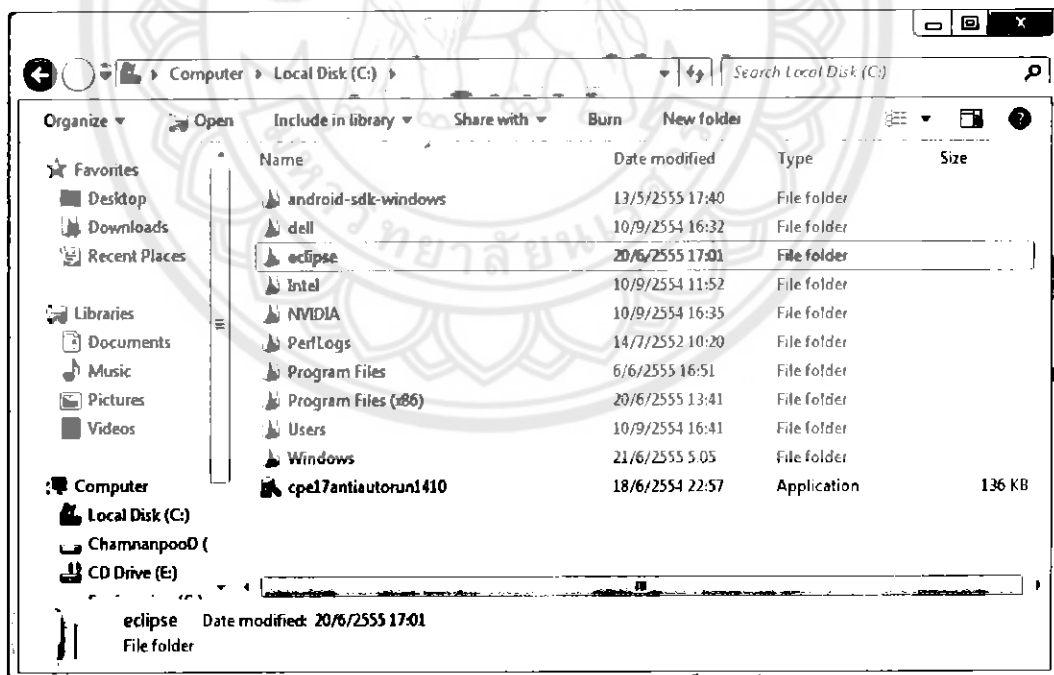 Computer ▸ Local Disk (C:) ▸ Search Local Disk (C:)
Organize Open Include in library Share with Burn New folder
Favorites
Desktop
Downloads
Recent Places
Libraries
Documents
Music
Pictures
Videos
Computer
Local Disk (C:)
ChamnanpooD (
CD Drive (E:)
Name Date modified Type Size
android-sdk-windows 13/5/2555 17:40 File folder
dell 10/9/2554 16:32 File folder
eclipse 20/6/2555 17:01 File folder
Intel 10/9/2554 11:52 File folder
NVIDIA 10/9/2554 16:35 File folder
PerfLogs 14/7/2552 10:20 File folder
Program Files 6/6/2555 16:51 File folder
Program Files (x86) 20/6/2555 13:41 File folder
Users 10/9/2554 16:41 File folder
Windows 21/6/2555 5:05 File folder
cpe17antiautorun1410 18/6/2554 22:57 Application 136 KB
eclipse Date modified: 20/6/2555 17:01
File folder